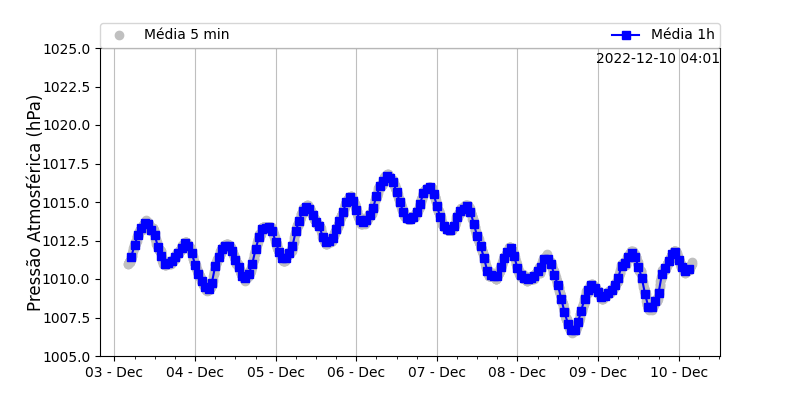 Média 5 min
Média 1h
2022-12-10 04:01
Pressão Atmosférica (hPa)
1025.0
1022.5
1020.0
1017.5
1015.0
1012.5
1010.0
1007.5
1005.0
03 - Dec
04 - Dec
05 - Dec
06 - Dec
07 - Dec
08 - Dec
09 - Dec
10 - Dec